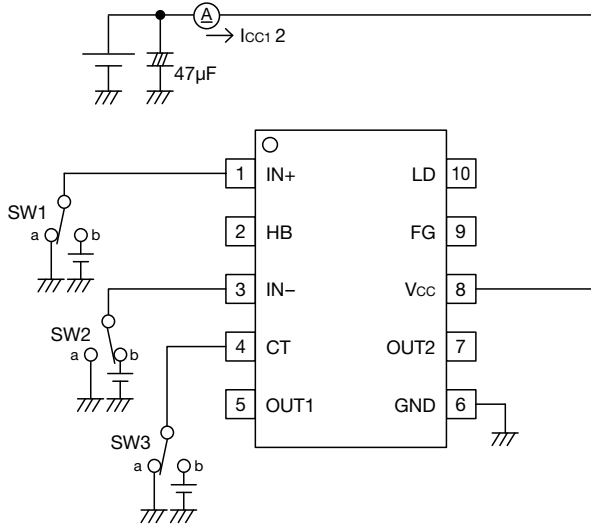 A
ICC1 2
47µF
1 IN+ LD 10
SW1
a b
2 HB FG 9
3 IN− VCC 8
SW2
a b
4 CT OUT2 7
5 OUT1 GND 6
SW3
a b